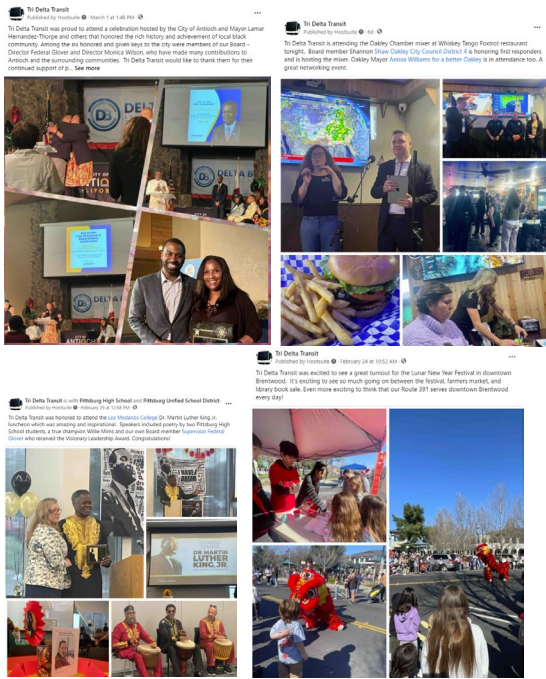 Tri Delta Transit
Published by Hootsuite · March 1 at 1:48 PM ·
Tri Delta Transit was proud to attend a celebration hosted by the City of Antioch and Mayor Lamar
Hernandez-Thorpe and others that honored the rich history and achievement of local black
community. Among the six honored and given keys to the city were members of our Board -
Director Federal Glover and Director Monica Wilson, who have made many contributions to
Antioch and the surrounding communities. Tri Delta Transit would like to thank them for their
continued support of p... See more
DB DELTA B
DB DELTA B
DELTA
CITY OF
ANTIOCH
CALIFORNIA
Tri Delta Transit
Published by Hootsuite · 6d ·
Tri Delta Transit is attending the Oakley Chamber mixer at Whiskey Tango Foxtrot restaurant
tonight. Board member Shannon Shaw Oakley City Council District 4 is honoring first responders
and is hosting the mixer. Oakley Mayor Anissa Williams for a better Oakley is in attendance too. A
great networking event.
Tri Delta Transit is with Pittsburg High School and Pittsburg Unified School District
Published by Hootsuite · February 29 at 12:58 PM ·
Tri Delta Transit was honored to attend the Los Medanos College Dr. Martin Luther King Jr.
luncheon which was amazing and inspirational. Speakers included poetry by two Pittsburg High
School students, a true champion Willie Mims and our own Board member Supervisor Federal
Glover who received the Visionary Leadership Award. Congratulations!
HAVE A
DREAM
DR. MARTIN
LUTHER
KING, JR.
Tri Delta Transit
Published by Hootsuite · February 24 at 10:52 AM ·
Tri Delta Transit was excited to see a great turnout for the Lunar New Year Festival in downtown
Brentwood. It's exciting to see so much going on between the festival, farmers market, and
library book sale. Even more exciting to think that our Route 391 serves downtown Brentwood
every day!